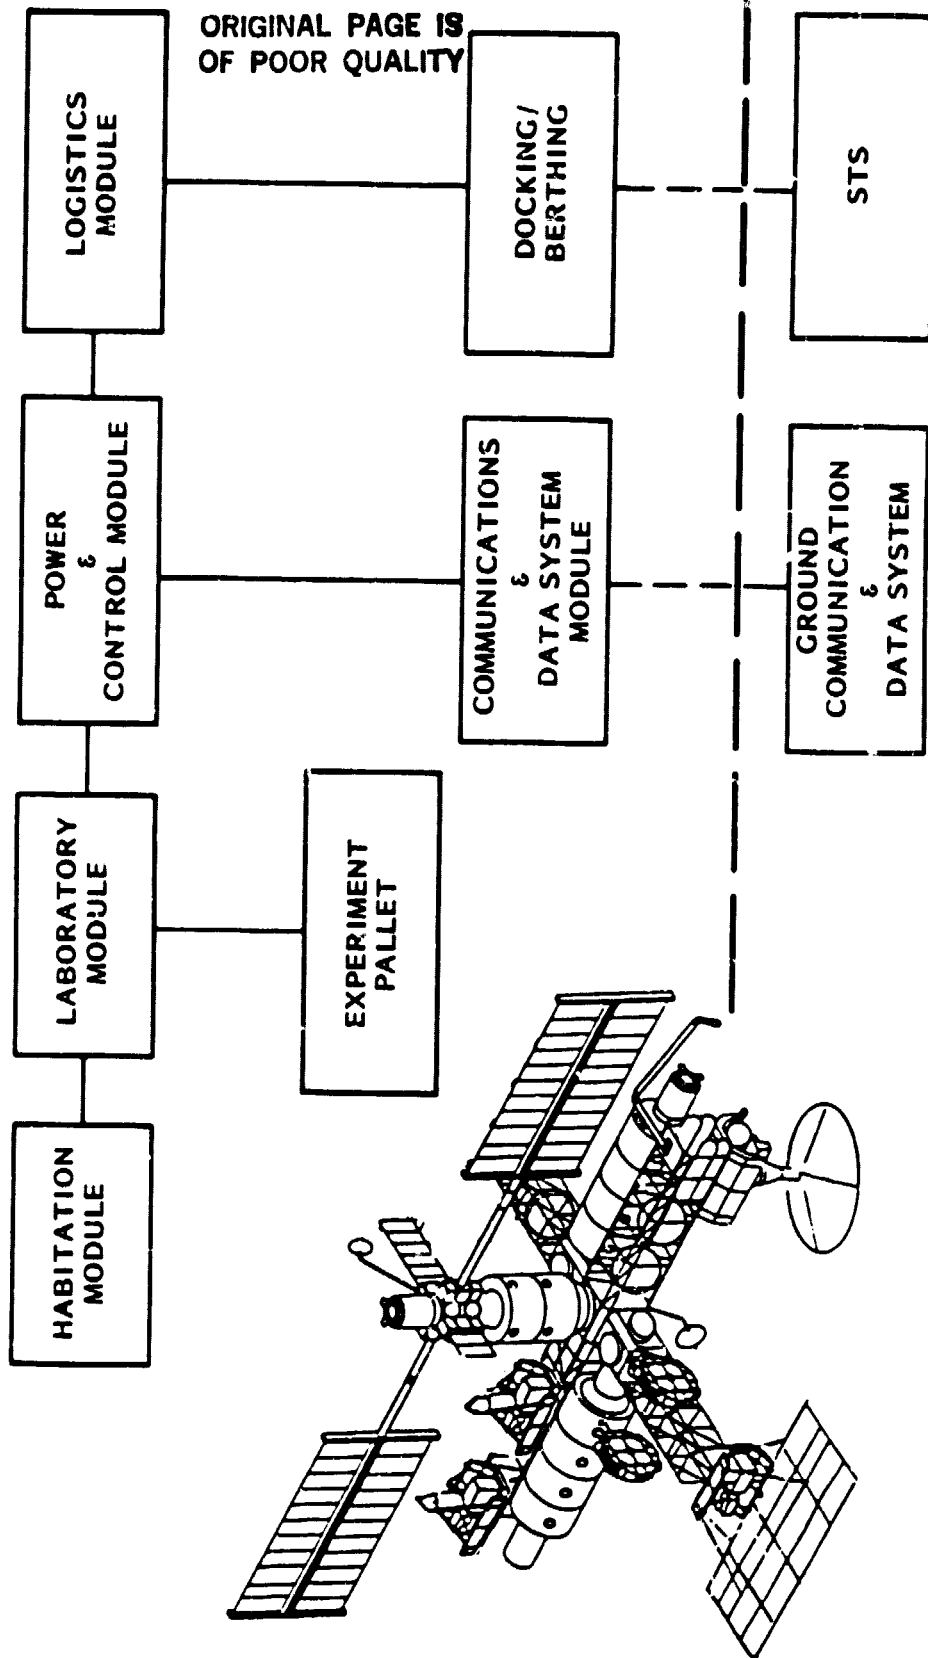 ORIGINAL PAGE IS
OF POOR QUALITY
HABITATION
MODULE
LABORATORY
MODULE
POWER
&
CONTROL MODULE
LOGISTICS
MODULE
EXPERIMENT
PALLET
COMMUNICATIONS
&
DATA SYSTEM
MODULE
DOCKING/
BERTHING
GROUND
COMMUNICATION
&
DATA SYSTEM
STS